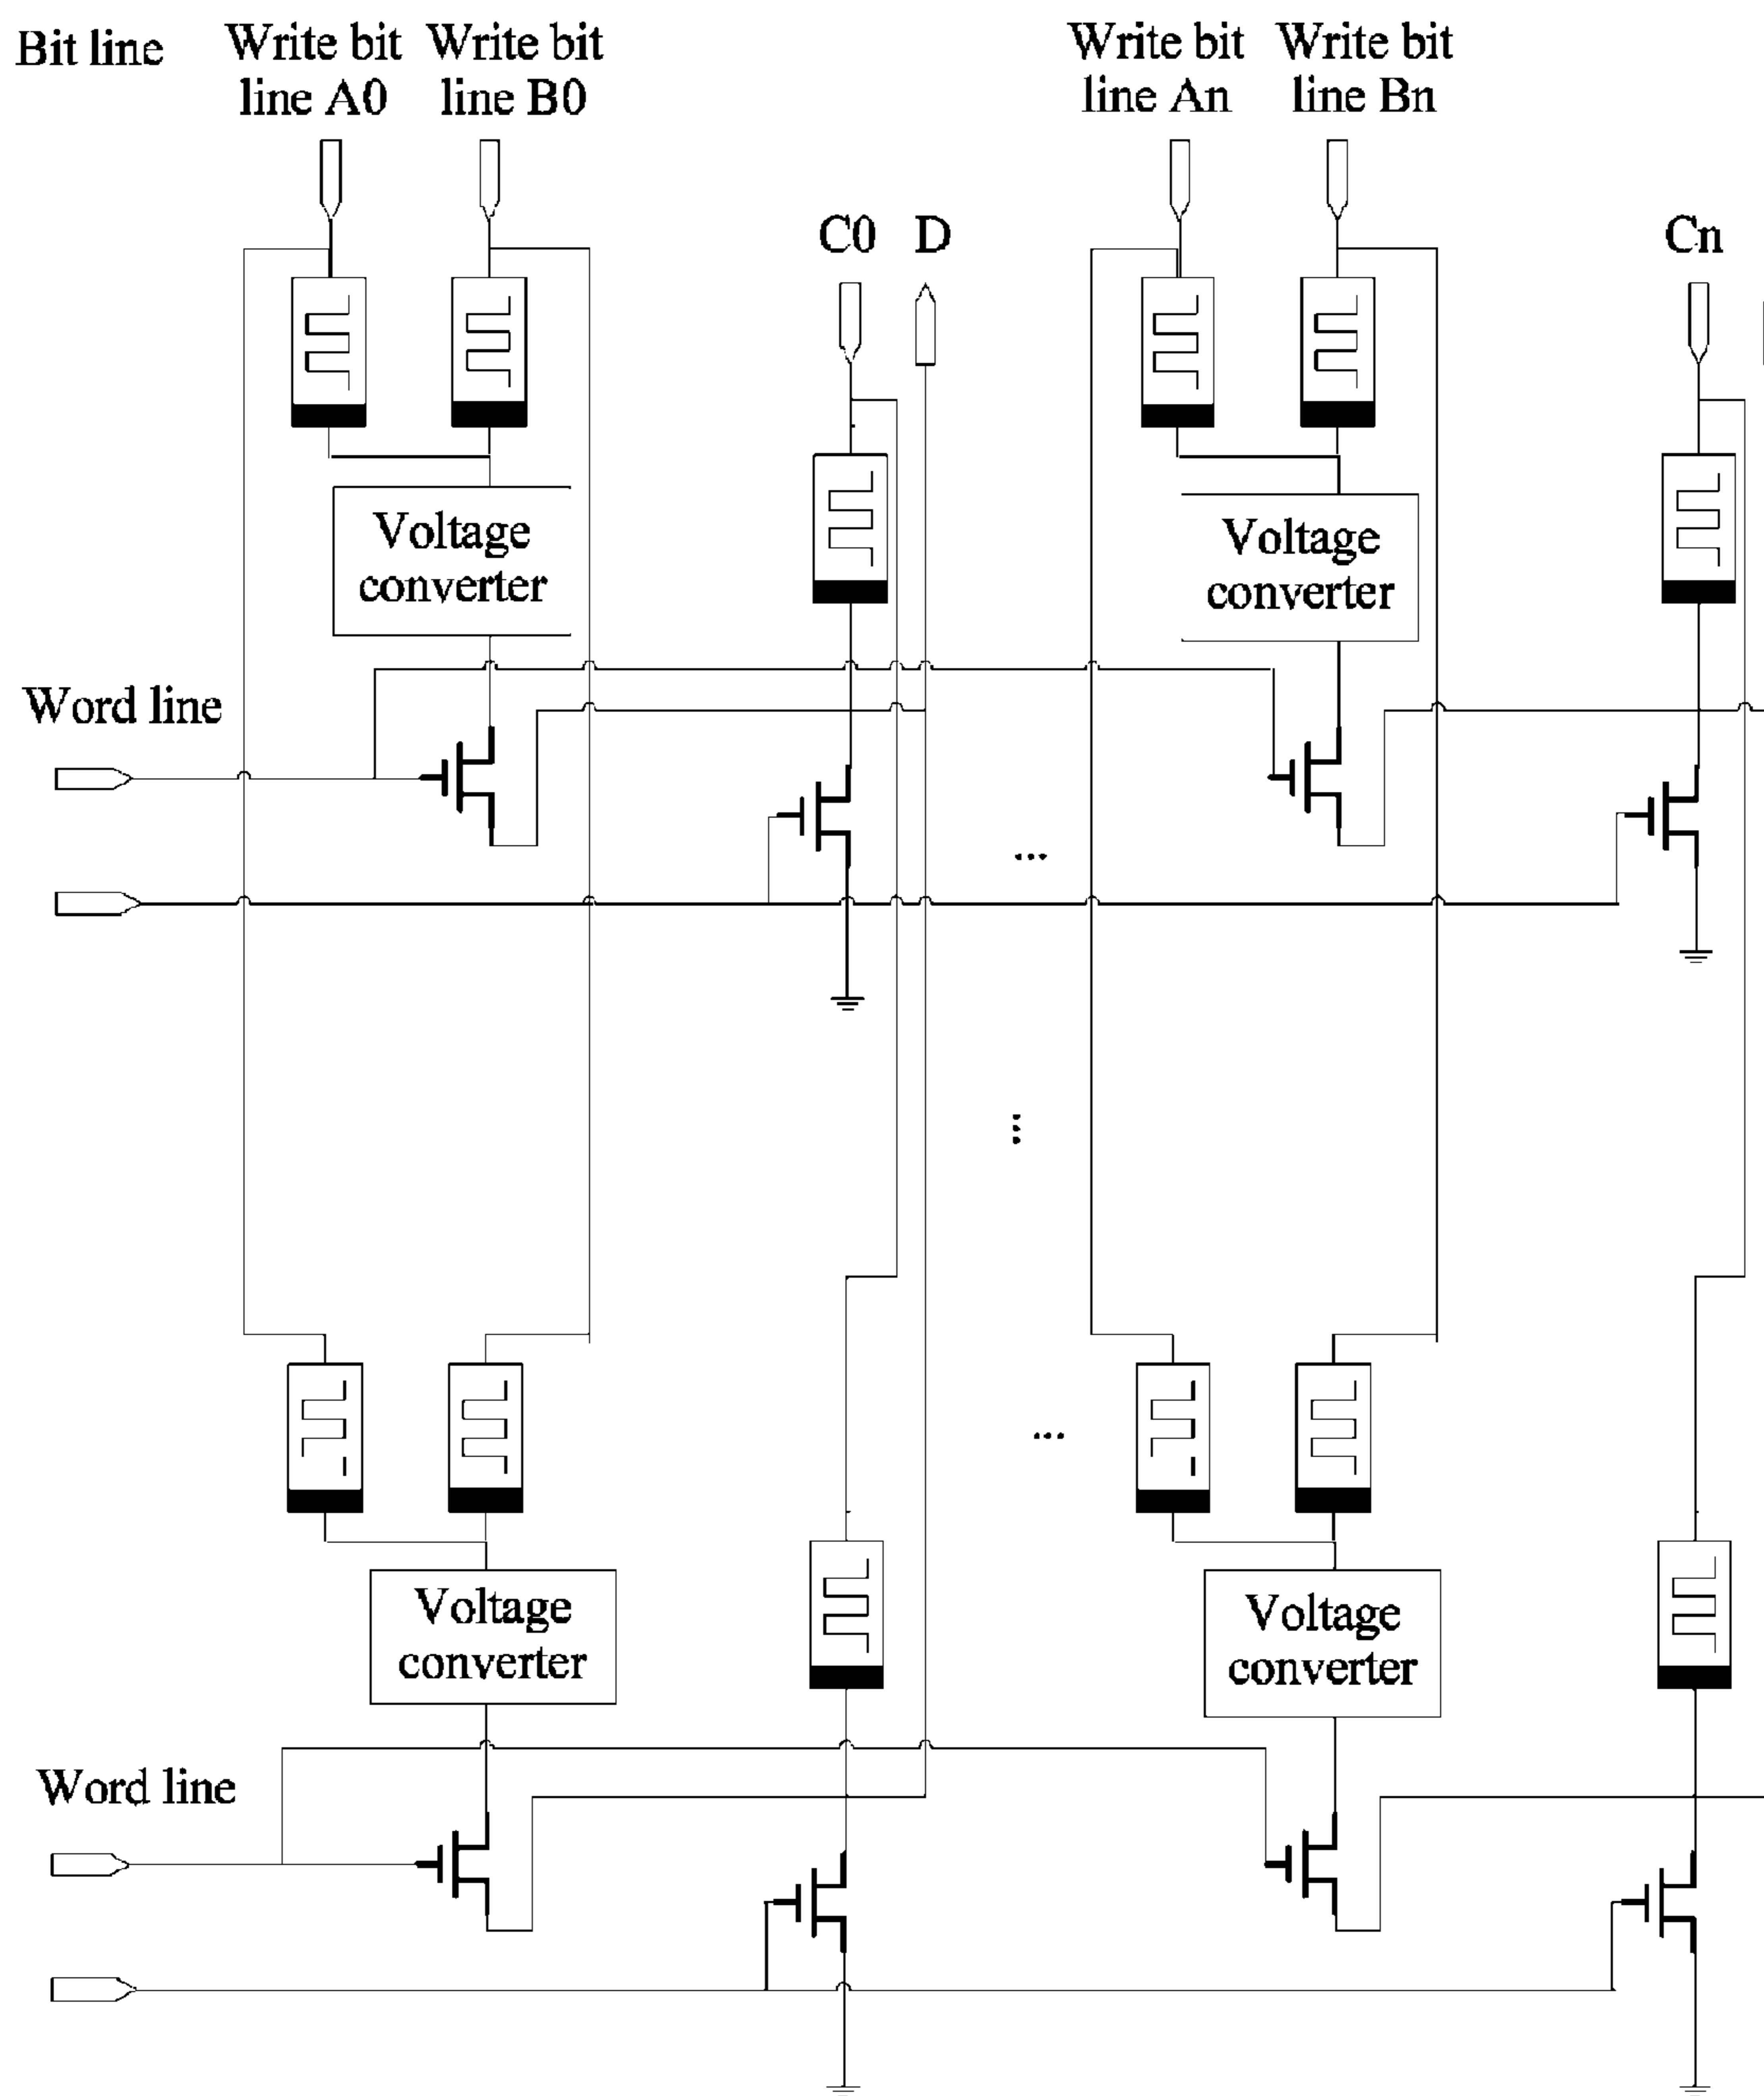 Bit line
Write bit
line A0
Write bit
line B0
Write bit
line An
Write bit
line Bn
C0
D
Cn
Voltage
converter
Voltage
converter
Word line
...
...
...
Voltage
converter
Voltage
converter
Word line